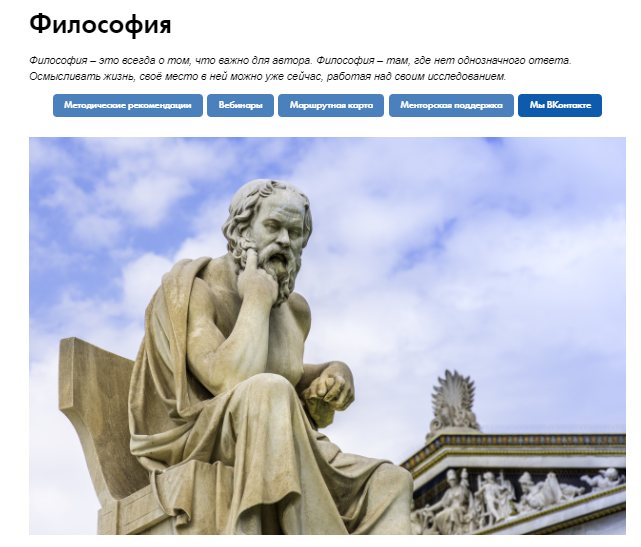 Философия
Философия – это всегда о том, что важно для автора. Философия – там, где нет однозначного ответа.
Осмысливать жизнь, своё место в ней можно уже сейчас, работая над своим исследованием.
Методические рекомендации Вебинары Маршрутная карта Менторская поддержка Мы ВКонтакте